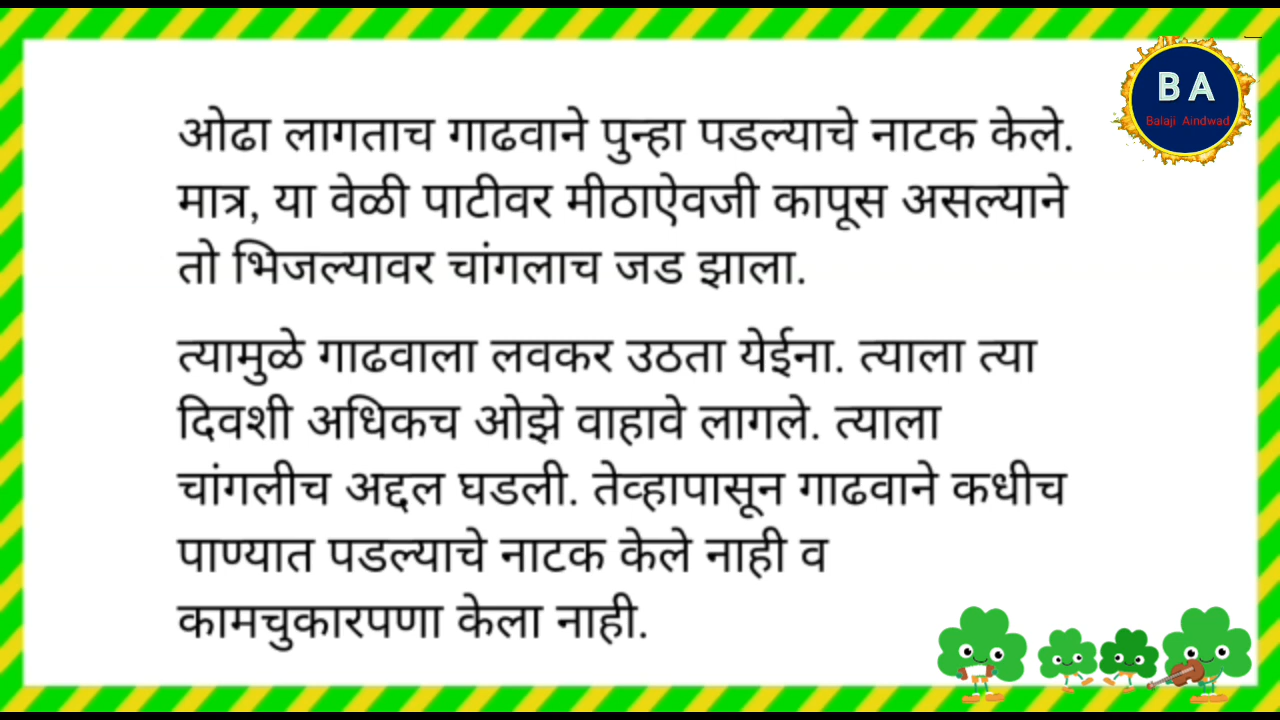 B A
Balaji Aindwad
ओढा लागताच गाढवाने पुन्हा पडल्याचे नाटक केले.
मात्र, या वेळी पाटीवर मीठाऐवजी कापूस असल्याने
तो भिजल्यावर चांगलाच जड झाला.
त्यामुळे गाढवाला लवकर उठता येईना. त्याला त्या
दिवशी अधिकच ओझे वाहावे लागले. त्याला
चांगलीच अद्दल घडली. तेव्हापासून गाढवाने कधीच
पाण्यात पडल्याचे नाटक केले नाही व
कामचुकारपणा केला नाही.